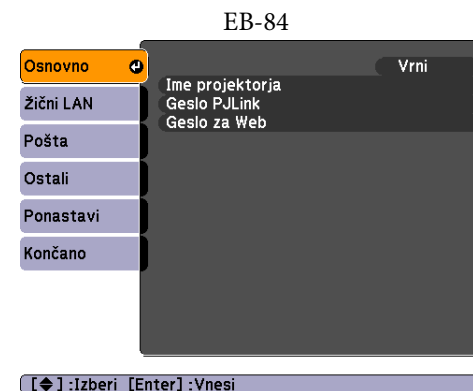 EB-84
Osnovno
Vrni
Ime projektorja
Geslo PJLink
Geslo za Web
Žični LAN
Pošta
Ostali
Ponastavi
Končano
[◆] :Izberi [Enter] :Vnesi